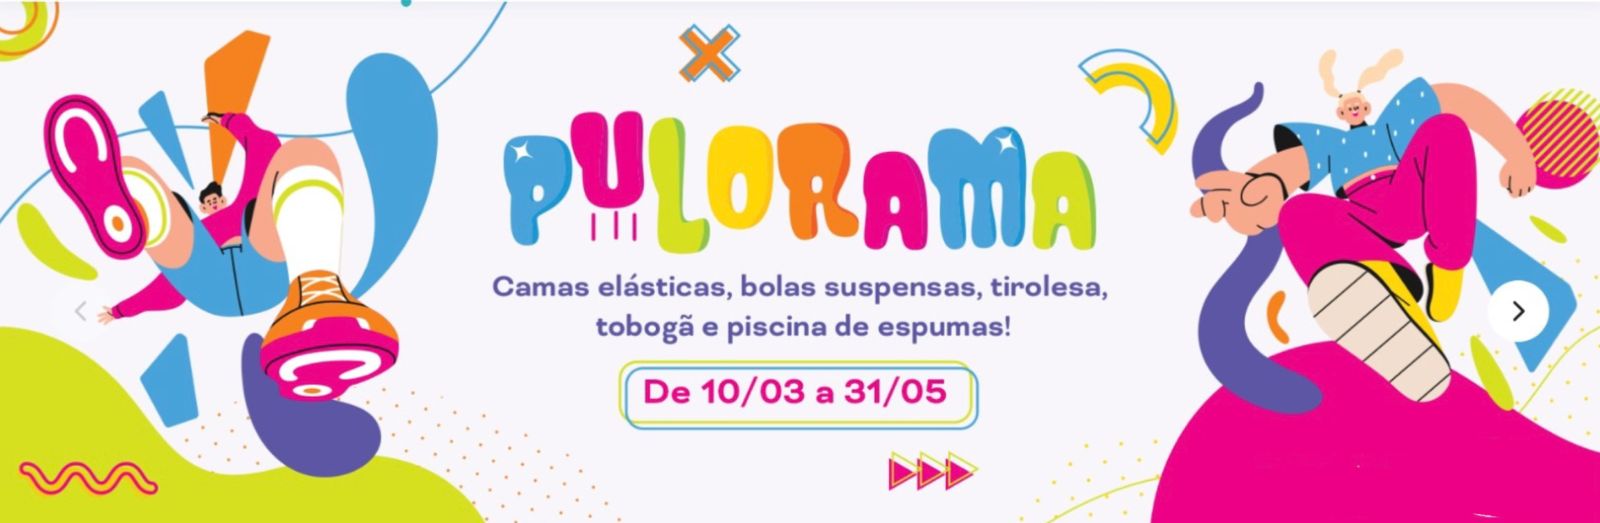 PULORAMA
Camas elásticas, bolas suspensas, tirolesa,
tobogã e piscina de espumas!
De 10/03 a 31/05